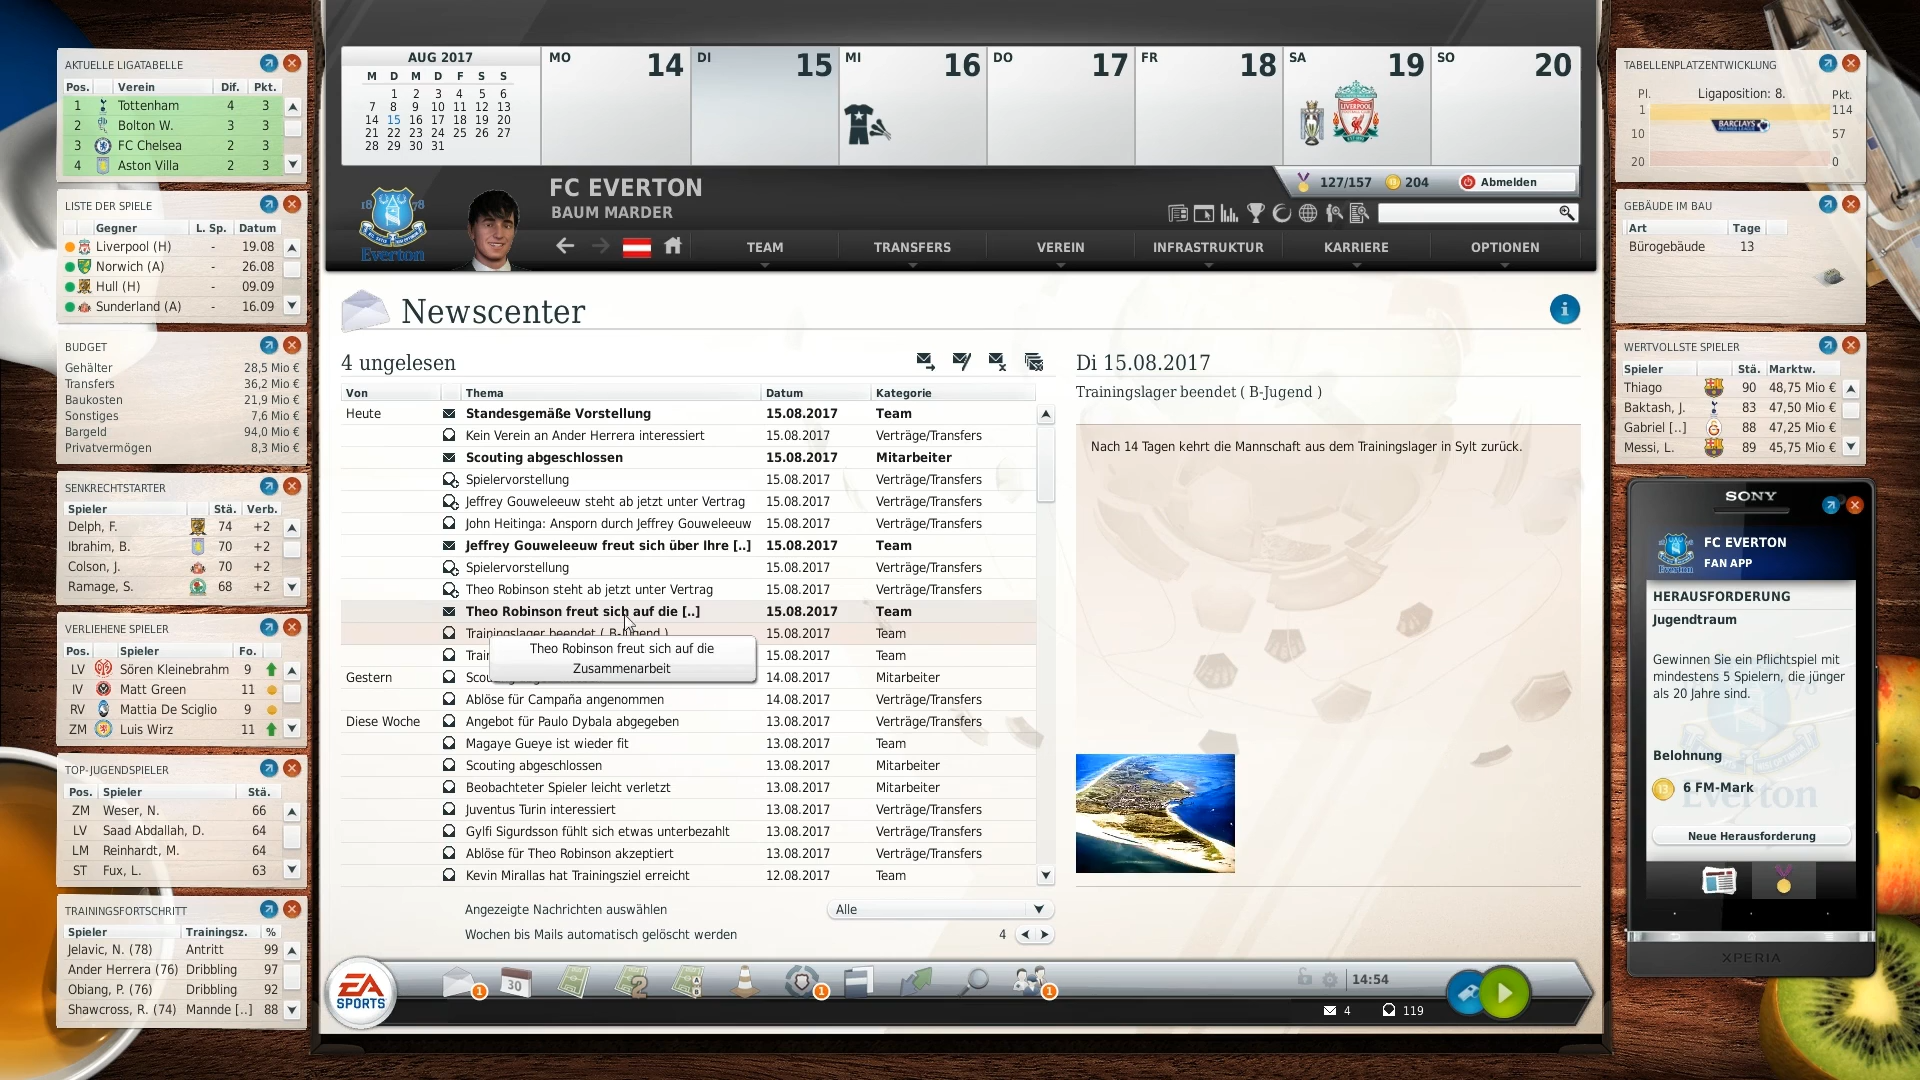 AKTUELLE LIGATABELLE
Pos. Verein Dif. Pkt.
1 Tottenham 4 3
2 Bolton W. 3 3
3 FC Chelsea 2 3
4 Aston Villa 2 3
LISTE DER SPIELE
Gegner L. Sp. Datum
Liverpool (H) - 19.08
Norwich (A) - 26.08
Hull (H) - 09.09
Sunderland (A) - 16.09
BUDGET
Gehälter 28,5 Mio €
Transfers 36,2 Mio €
Baukosten 21,9 Mio €
Sonstiges 7,6 Mio €
Bargeld 94,0 Mio €
Privatvermögen 8,3 Mio €
SENKRECHTSTARTER
Spieler Stä. Verb.
Delph, F. 74 +2
Ibrahim, B. 70 +2
Colson, J. 70 +2
Ramage, S. 68 +2
VERLIEHENE SPIELER
Pos. Spieler Fo.
LV Sören Kleinebrahm 9
IV Matt Green 11
RV Mattia De Sciglio 9
ZM Luis Wirz 11
TOP-JUGENDSPIELER
Pos. Spieler Stä.
ZM Weser, N. 66
LV Saad Abdallah, D. 64
LM Reinhardt, M. 64
ST Fux, L. 63
TRAININGSFORTSCHRITT
Spieler Trainingsz. %
Jelavic, N. (78) Antritt 99
Ander Herrera (76) Dribbling 97
Obiang, P. (76) Dribbling 92
Shawcross, R. (74) Mannde [..] 88
AUG 2017
M D M D F S S
1 2 3 4 5 6
7 8 9 10 11 12 13
14 15 16 17 18 19 20
21 22 23 24 25 26 27
28 29 30 31
MO 14
DI 15
MI 16
DO 17
FR 18
SA 19
LIVERPOOL
SO 20
18 78
Everton
FC EVERTON
BAUM MARDER
127/157
204
Abmelden
TEAM TRANSFERS VEREIN INFRASTRUKTUR KARRIERE OPTIONEN
Newscenter
4 ungelesen
Von Thema Datum Kategorie
Heute Standesgemäße Vorstellung 15.08.2017 Team
Kein Verein an Ander Herrera interessiert 15.08.2017 Verträge/Transfers
Scouting abgeschlossen 15.08.2017 Mitarbeiter
Spielervorstellung 15.08.2017 Verträge/Transfers
Jeffrey Gouweleeuw steht ab jetzt unter Vertrag 15.08.2017 Verträge/Transfers
John Heitinga: Ansporn durch Jeffrey Gouweleeuw 15.08.2017 Verträge/Transfers
Jeffrey Gouweleeuw freut sich über Ihre [..] 15.08.2017 Team
Spielervorstellung 15.08.2017 Verträge/Transfers
Theo Robinson steht ab jetzt unter Vertrag 15.08.2017 Verträge/Transfers
Theo Robinson freut sich auf die [..] 15.08.2017 Team
Trainingslager beendet ( B-Jugend ) 15.08.2017 Team
15.08.2017 Team
Theo Robinson freut sich auf die
Zusammenarbeit
Gestern 14.08.2017 Mitarbeiter
Ablöse für Campaña angenommen 14.08.2017 Verträge/Transfers
Diese Woche Angebot für Paulo Dybala abgegeben 13.08.2017 Verträge/Transfers
Magaye Gueye ist wieder fit 13.08.2017 Team
Scouting abgeschlossen 13.08.2017 Mitarbeiter
Beobachteter Spieler leicht verletzt 13.08.2017 Mitarbeiter
Juventus Turin interessiert 13.08.2017 Verträge/Transfers
Gylfi Sigurdsson fühlt sich etwas unterbezahlt 13.08.2017 Verträge/Transfers
Ablöse für Theo Robinson akzeptiert 13.08.2017 Verträge/Transfers
Kevin Mirallas hat Trainingsziel erreicht 12.08.2017 Team
Angezeigte Nachrichten auswählen Alle
Wochen bis Mails automatisch gelöscht werden 4
Di 15.08.2017
Trainingslager beendet ( B-Jugend )
Nach 14 Tagen kehrt die Mannschaft aus dem Trainingslager in Sylt zurück.
EA SPORTS
1
30
2
1
1
14:54
4 119
TABELLENPLATZENTWICKLUNG
Pl. Ligaposition: 8. Pkt.
1 114
BARCLAYS
10 57
20 0
GEBÄUDE IM BAU
Art Tage
Bürogebäude 13
WERTVOLLSTE SPIELER
Spieler Stä. Marktw.
Thiago 90 48,75 Mio €
Baktash, J. 83 47,50 Mio €
Gabriel [..] 88 47,25 Mio €
Messi, L. 89 45,75 Mio €
SONY
Everton
FC EVERTON
FAN APP
HERAUSFORDERUNG
Jugendtraum
Gewinnen Sie ein Pflichtspiel mit
mindestens 5 Spielern, die jünger
als 20 Jahre sind.
Belohnung
6 FM-Mark
Everton
Neue Herausforderung
XPERIA